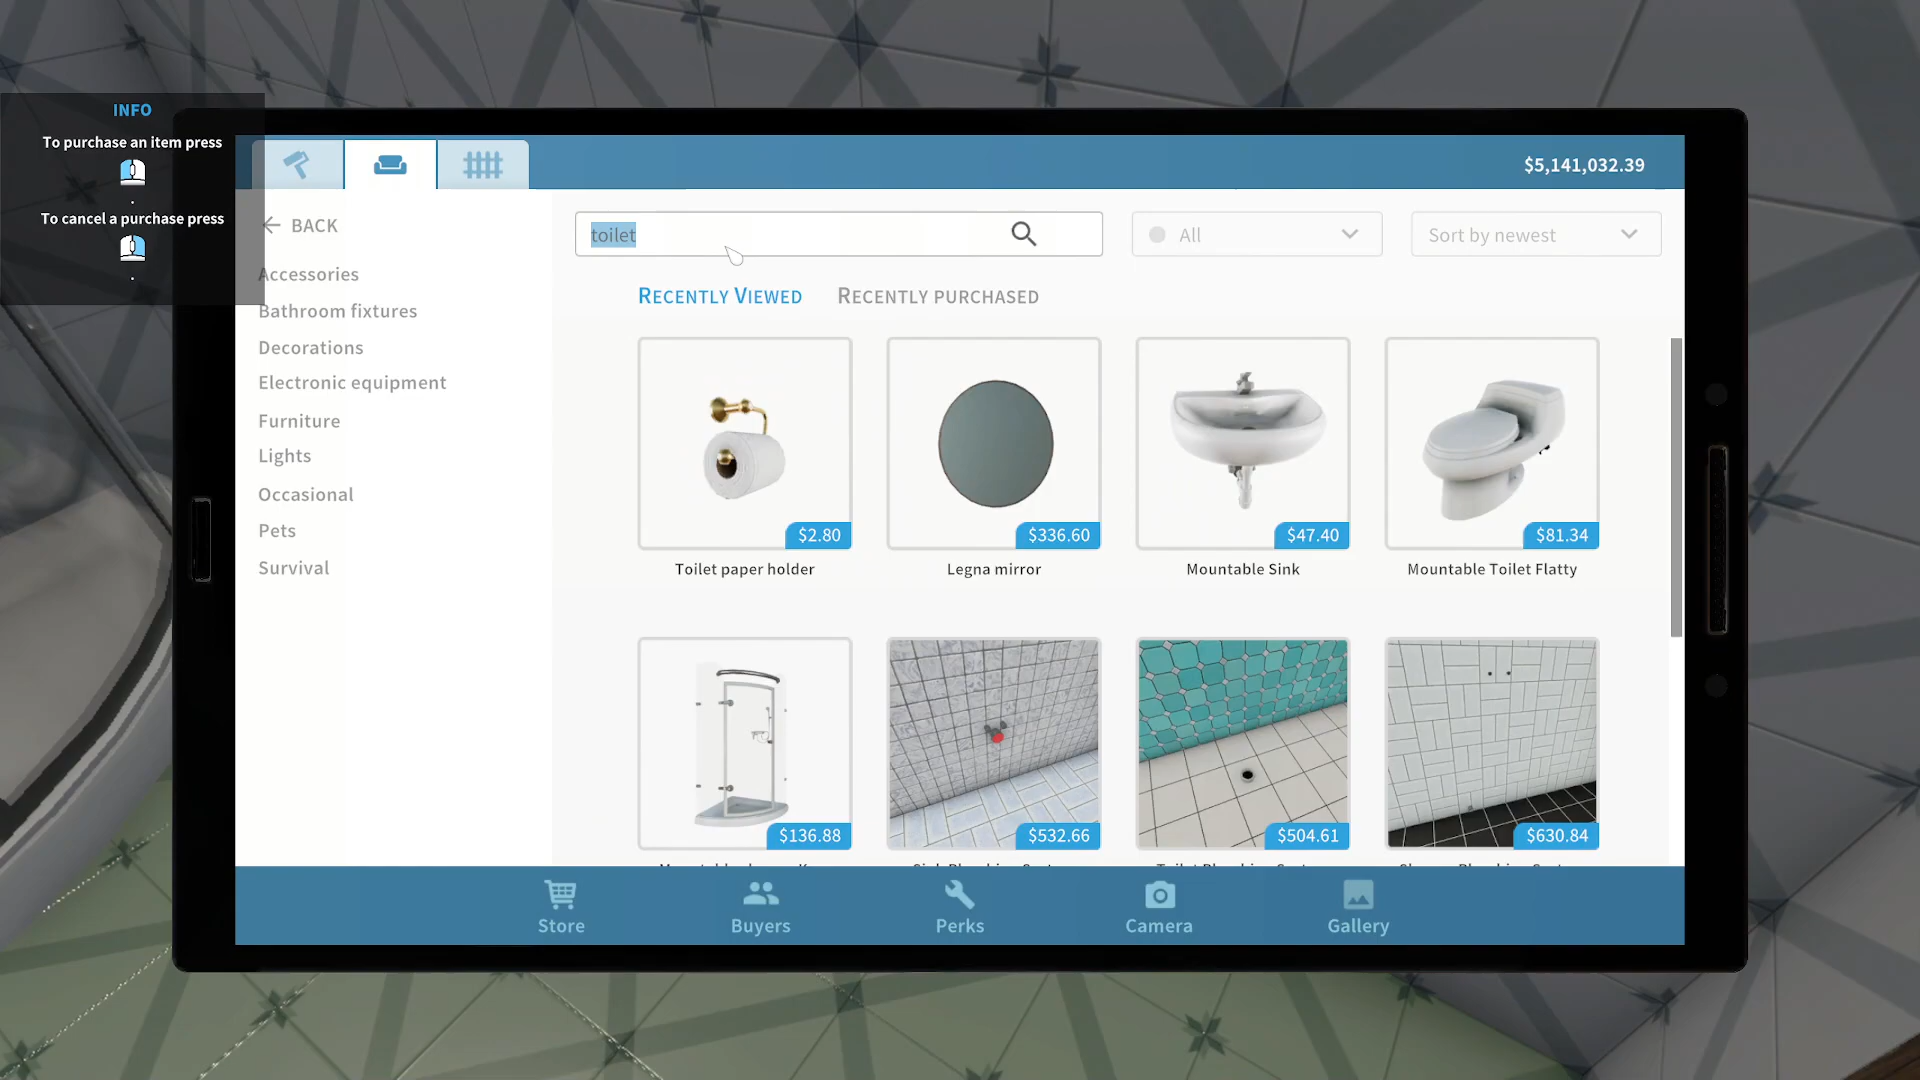 INFO
To purchase an item press
.
To cancel a purchase press
.
$5,141,032.39
BACK
toilet
All
Sort by newest
Accessories
Bathroom fixtures
Decorations
Electronic equipment
Furniture
Lights
Occasional
Pets
Survival
RECENTLY VIEWED
RECENTLY PURCHASED
$2.80
$336.60
$47.40
$81.34
Toilet paper holder
Legna mirror
Mountable Sink
Mountable Toilet Flatty
$136.88
$532.66
$504.61
$630.84
Store
Buyers
Perks
Camera
Gallery